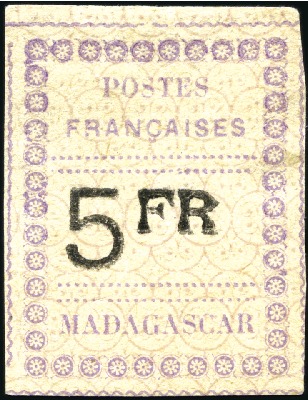 POSTES
FRANÇAISES
5 FR
MADAGASCAR